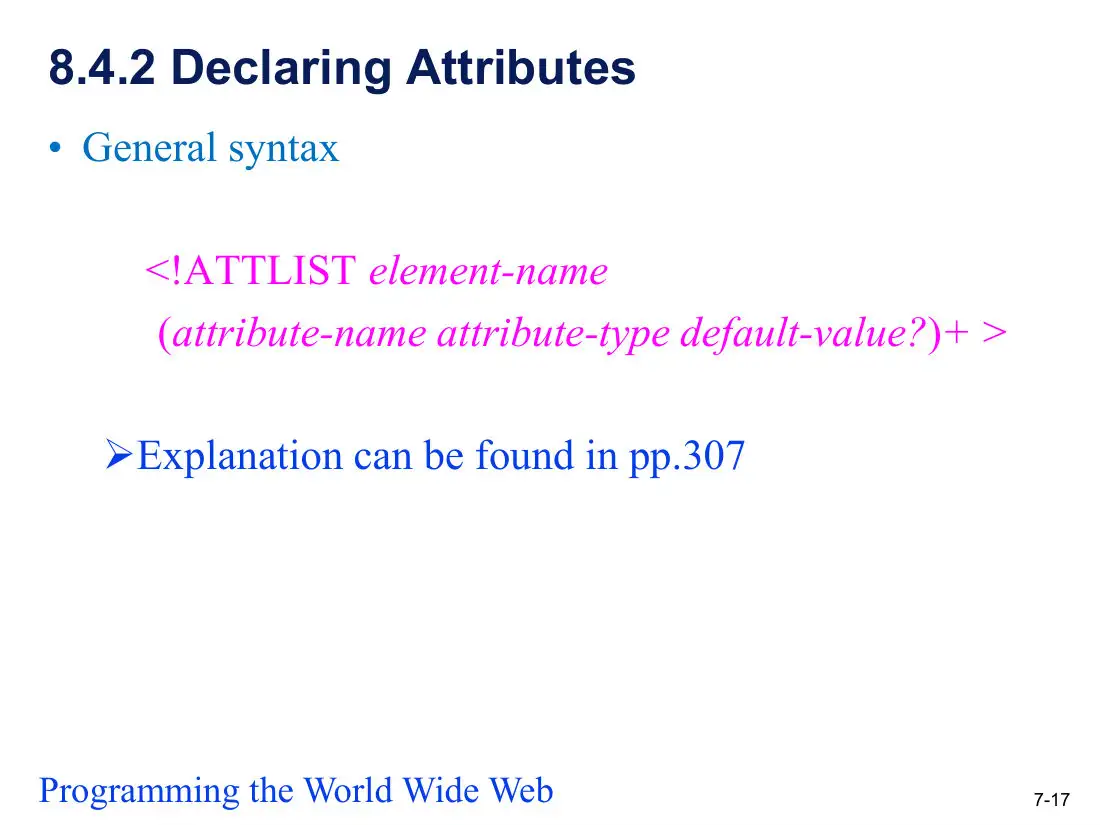 8.4.2 Declaring Attributes
• General syntax
<!ATTLIST element-name
(attribute-name attribute-type default-value?)+ >
➢Explanation can be found in pp.307
Programming the World Wide Web
7-17